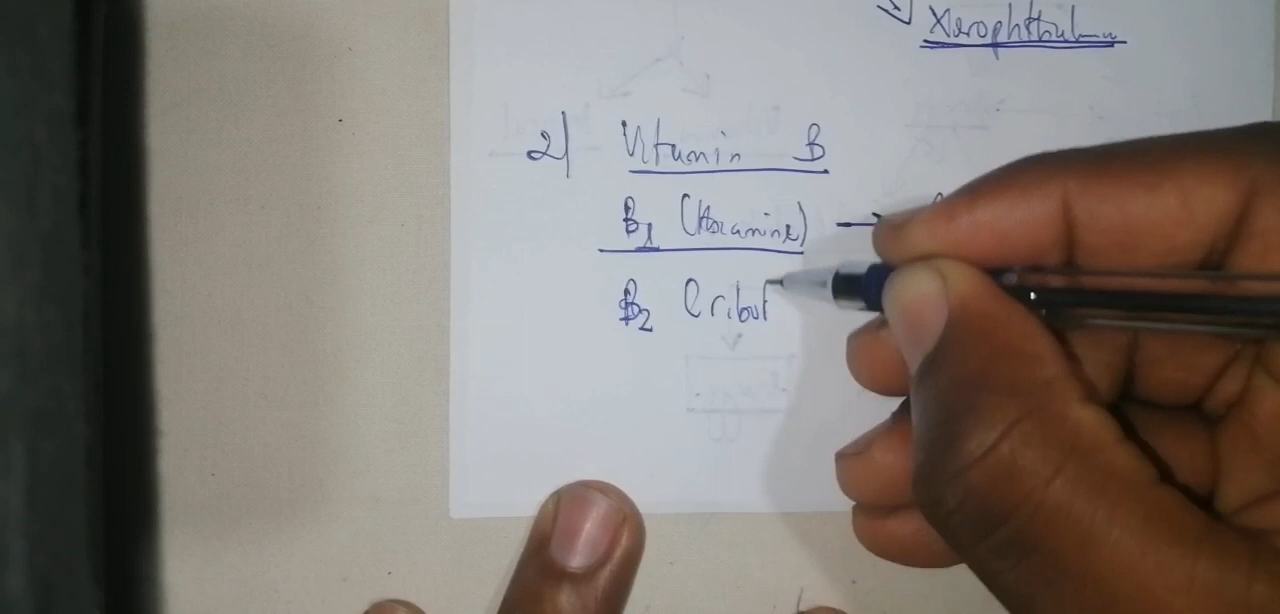 Xerophthalmia
2) Vitamin B
B1 (thiamine) →
B2 (ribof